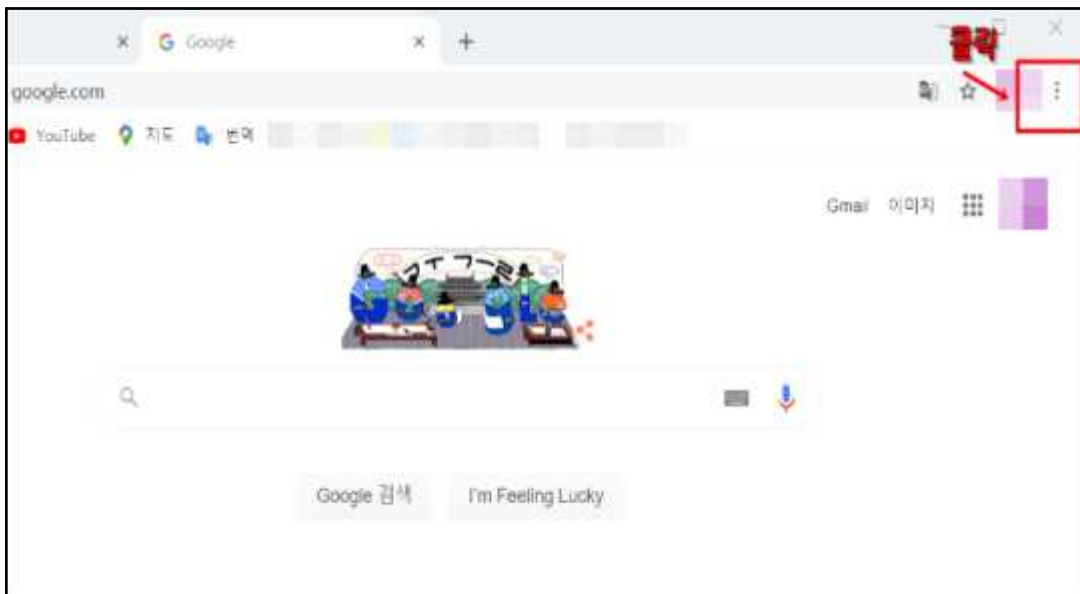 Google
클릭
google.com
YouTube 지도 번역
Gmail 이미지
Google 검색 I'm Feeling Lucky